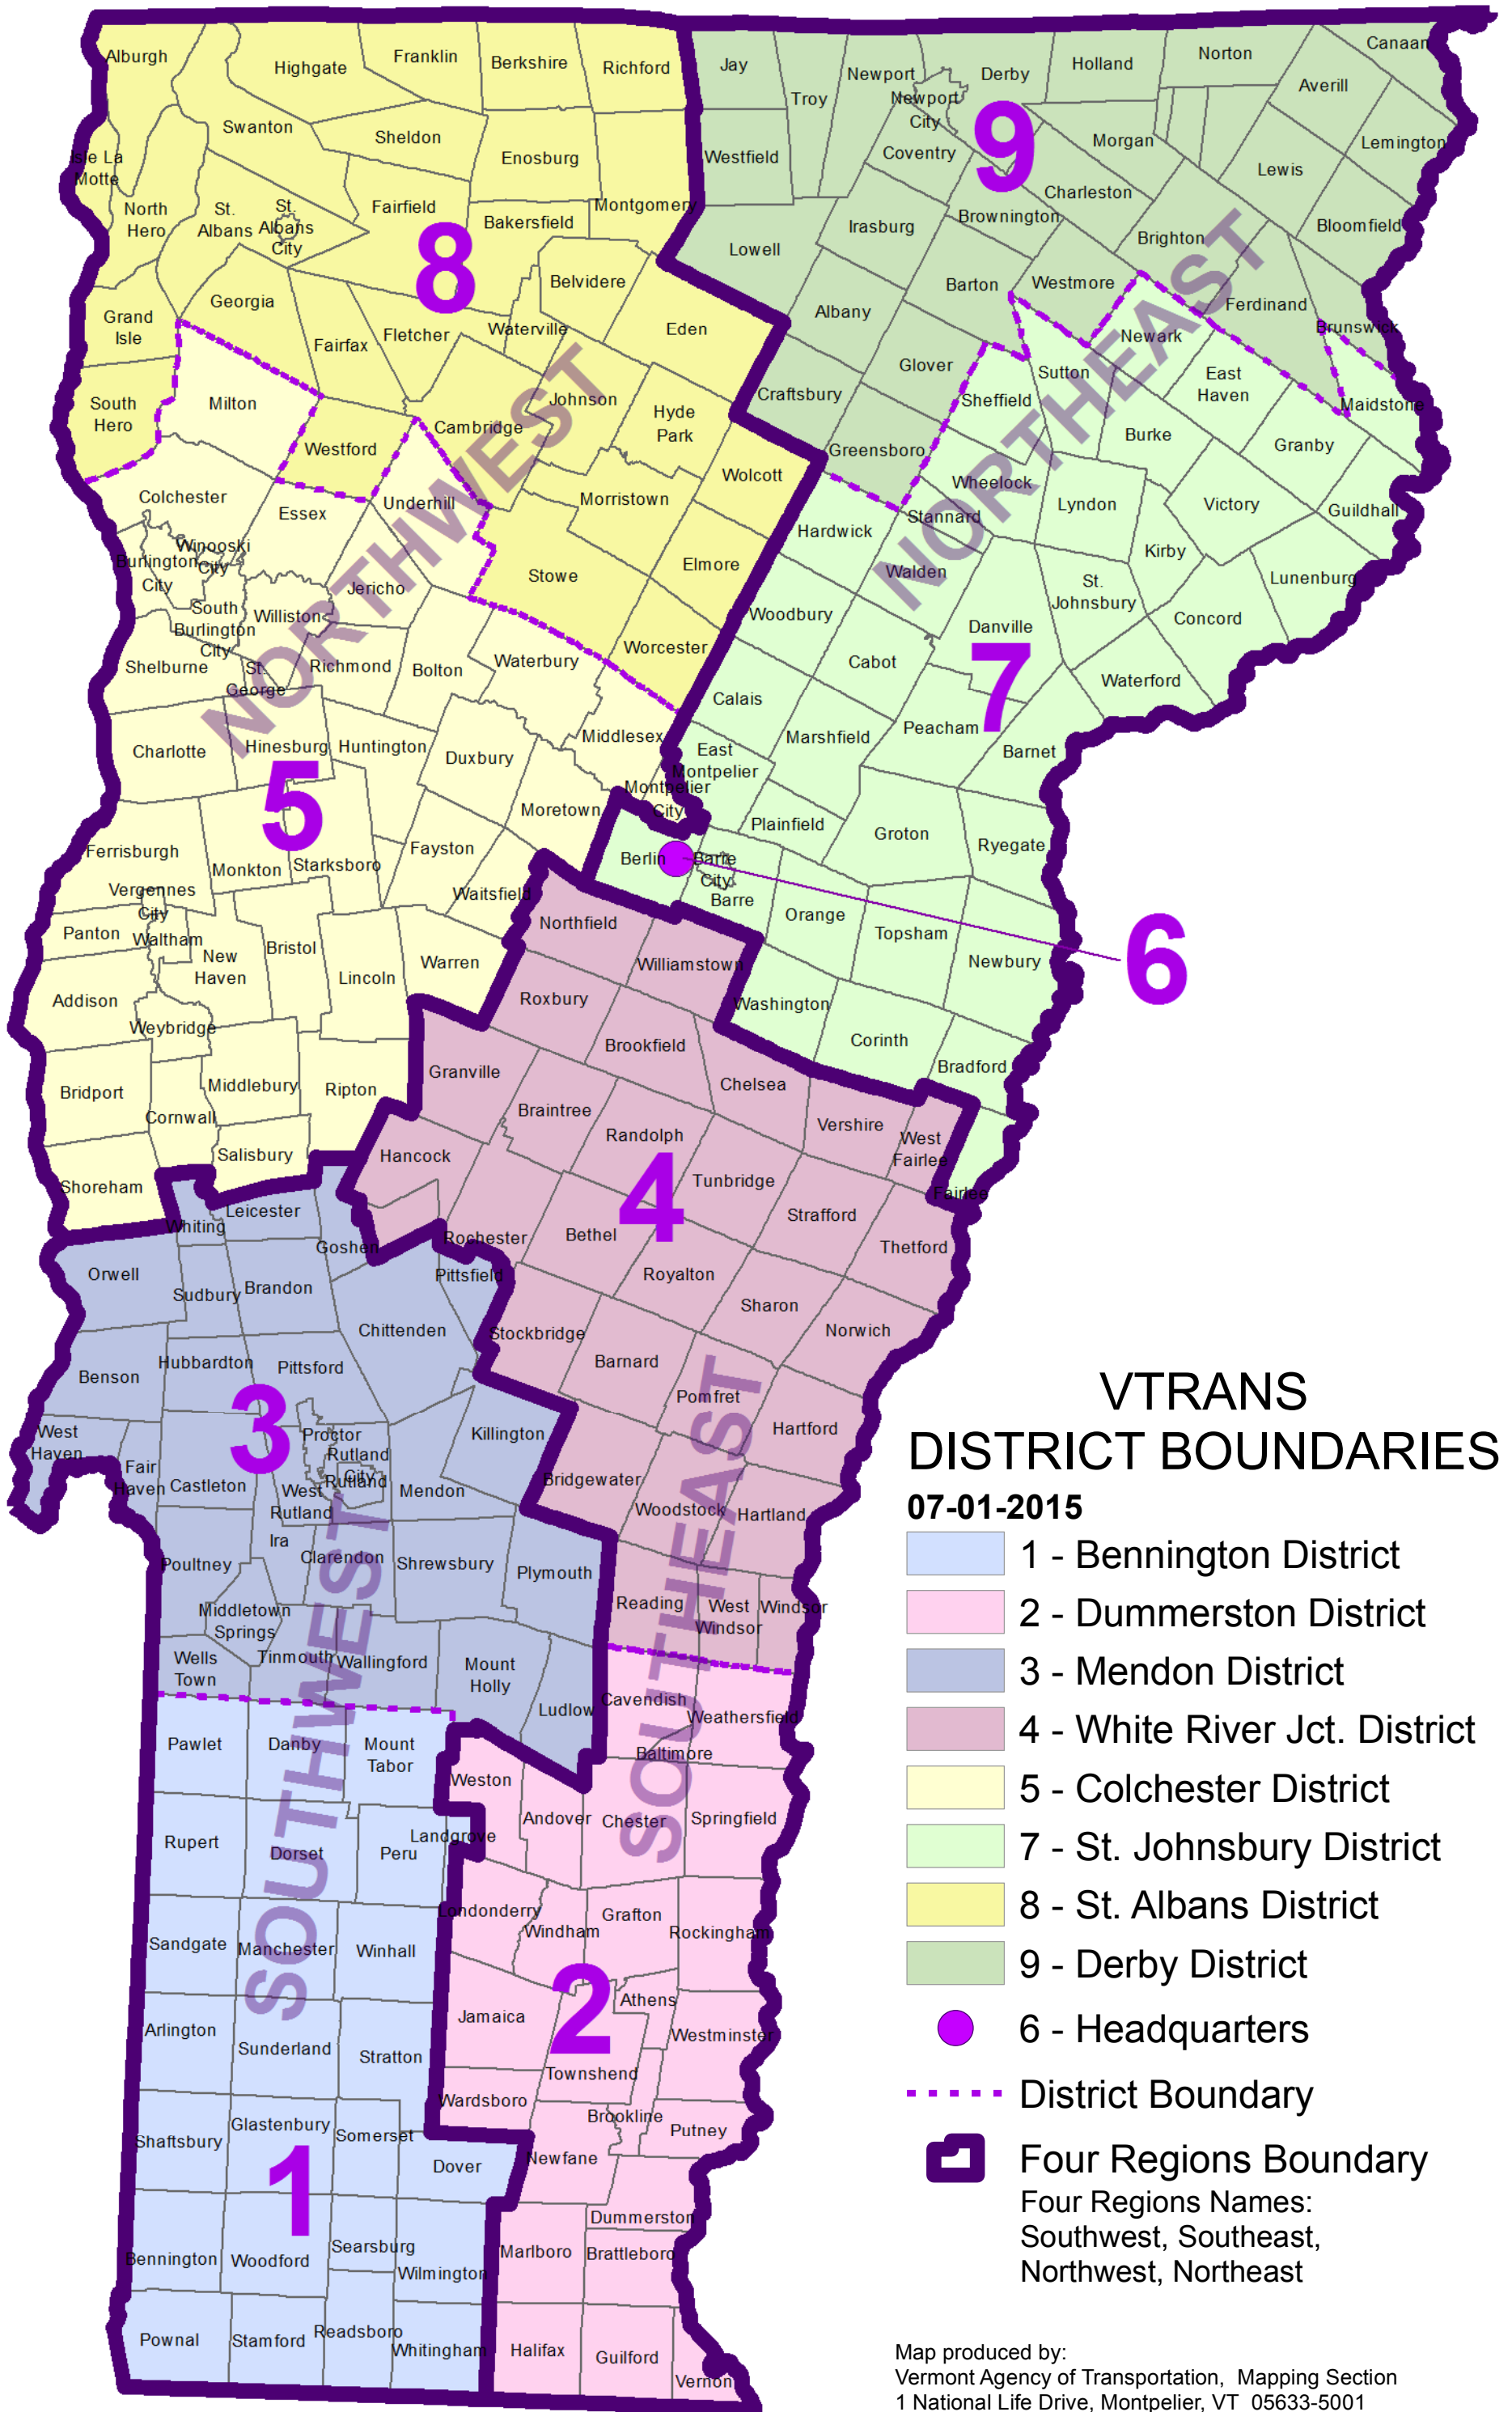 Alburgh
Highgate
Franklin
Berkshire
Richford
Jay
Troy
Newport
Newport
City
Derby
Holland
Norton
Canaan
Averill
Swanton
Sheldon
Enosburg
Westfield
Coventry
9
Morgan
Lemington
Isle La
Motte
North
Hero
St.
Albans
St.
Albans
City
Fairfield
Bakersfield
Montgomery
Lewis
Charleston
Brownington
Irasburg
Brighton
Bloomfield
8
Lowell
Belvidere
Georgia
Grand
Isle
Fairfax
Fletcher
Waterville
Eden
Albany
Barton
Westmore
Ferdinand
Brunswick
Newark
NORTHEAST
South
Hero
Milton
Westford
Cambridge
Johnson
Hyde
Park
Craftsbury
Glover
Sheffield
Sutton
East
Haven
Maidstone
Greensboro
Burke
Granby
Wolcott
NORTHWEST
Colchester
Essex
Underhill
Morristown
Hardwick
Stannard
Wheelock
Lyndon
Victory
Guildhall
Winooski
City
Burlington
City
Jericho
Stowe
Elmore
Walden
Kirby
St.
Johnsbury
Lunenburg
South
Burlington
City
Williston
Woodbury
Danville
Concord
Shelburne
St.
George
Richmond
Bolton
Waterbury
Worcester
Cabot
7
Waterford
Calais
Charlotte
Hinesburg
Huntington
Duxbury
Middlesex
East
Montpelier
Marshfield
Peacham
Barnet
5
Montpelier
City
Moretown
Plainfield
Groton
Ryegate
Ferrisburgh
Monkton
Starksboro
Fayston
Berlin
Barre
City
Barre
Vergennes
City
Waitsfield
Panton
Waltham
New
Haven
Bristol
Lincoln
Warren
Northfield
Williamstown
Orange
Topsham
Newbury
6
Addison
Weybridge
Roxbury
Washington
Corinth
Bradford
Bridport
Cornwall
Middlebury
Ripton
Granville
Brookfield
Chelsea
Braintree
Randolph
Vershire
West
Fairlee
Fairlee
Salisbury
Hancock
4
Tunbridge
Strafford
Shoreham
Whiting
Leicester
Goshen
Rochester
Bethel
Thetford
Orwell
Sudbury
Brandon
Pittsfield
Royalton
Sharon
Chittenden
Stockbridge
Norwich
Benson
Hubbardton
Pittsford
Barnard
Pomfret
Hartford
West
Haven
3
Fair
Haven
Castleton
Proctor
Rutland
City
Rutland
West
Rutland
Mendon
Killington
Bridgewater
Woodstock
Hartland
Poultney
Ira
Clarendon
Shrewsbury
Plymouth
Reading
West
Windsor
Windsor
Middletown
Springs
Wells
Town
Tinmouth
Wallingford
Mount
Holly
Ludlow
Cavendish
Weathersfield
Baltimore
SOUTHEAST
SOUTHWEST
Pawlet
Danby
Mount
Tabor
Weston
Andover
Chester
Springfield
Rupert
Dorset
Peru
Landgrove
Londonderry
Windham
Grafton
Rockingham
Sandgate
Manchester
Winhall
Jamaica
2
Athens
Westminster
Arlington
Sunderland
Stratton
Townshend
Wardsboro
Brookline
Putney
Shaftsbury
Glastenbury
Somerset
Dover
Newfane
1
Dummerston
Bennington
Woodford
Searsburg
Wilmington
Marlboro
Brattleboro
Pownal
Stamford
Readsboro
Whitingham
Halifax
Guilford
Vernon
VTRANS
DISTRICT BOUNDARIES
07-01-2015
1 - Bennington District
2 - Dummerston District
3 - Mendon District
4 - White River Jct. District
5 - Colchester District
7 - St. Johnsbury District
8 - St. Albans District
9 - Derby District
6 - Headquarters
District Boundary
Four Regions Boundary
Four Regions Names:
Southwest, Southeast,
Northwest, Northeast
Map produced by:
Vermont Agency of Transportation, Mapping Section
1 National Life Drive, Montpelier, VT 05633-5001